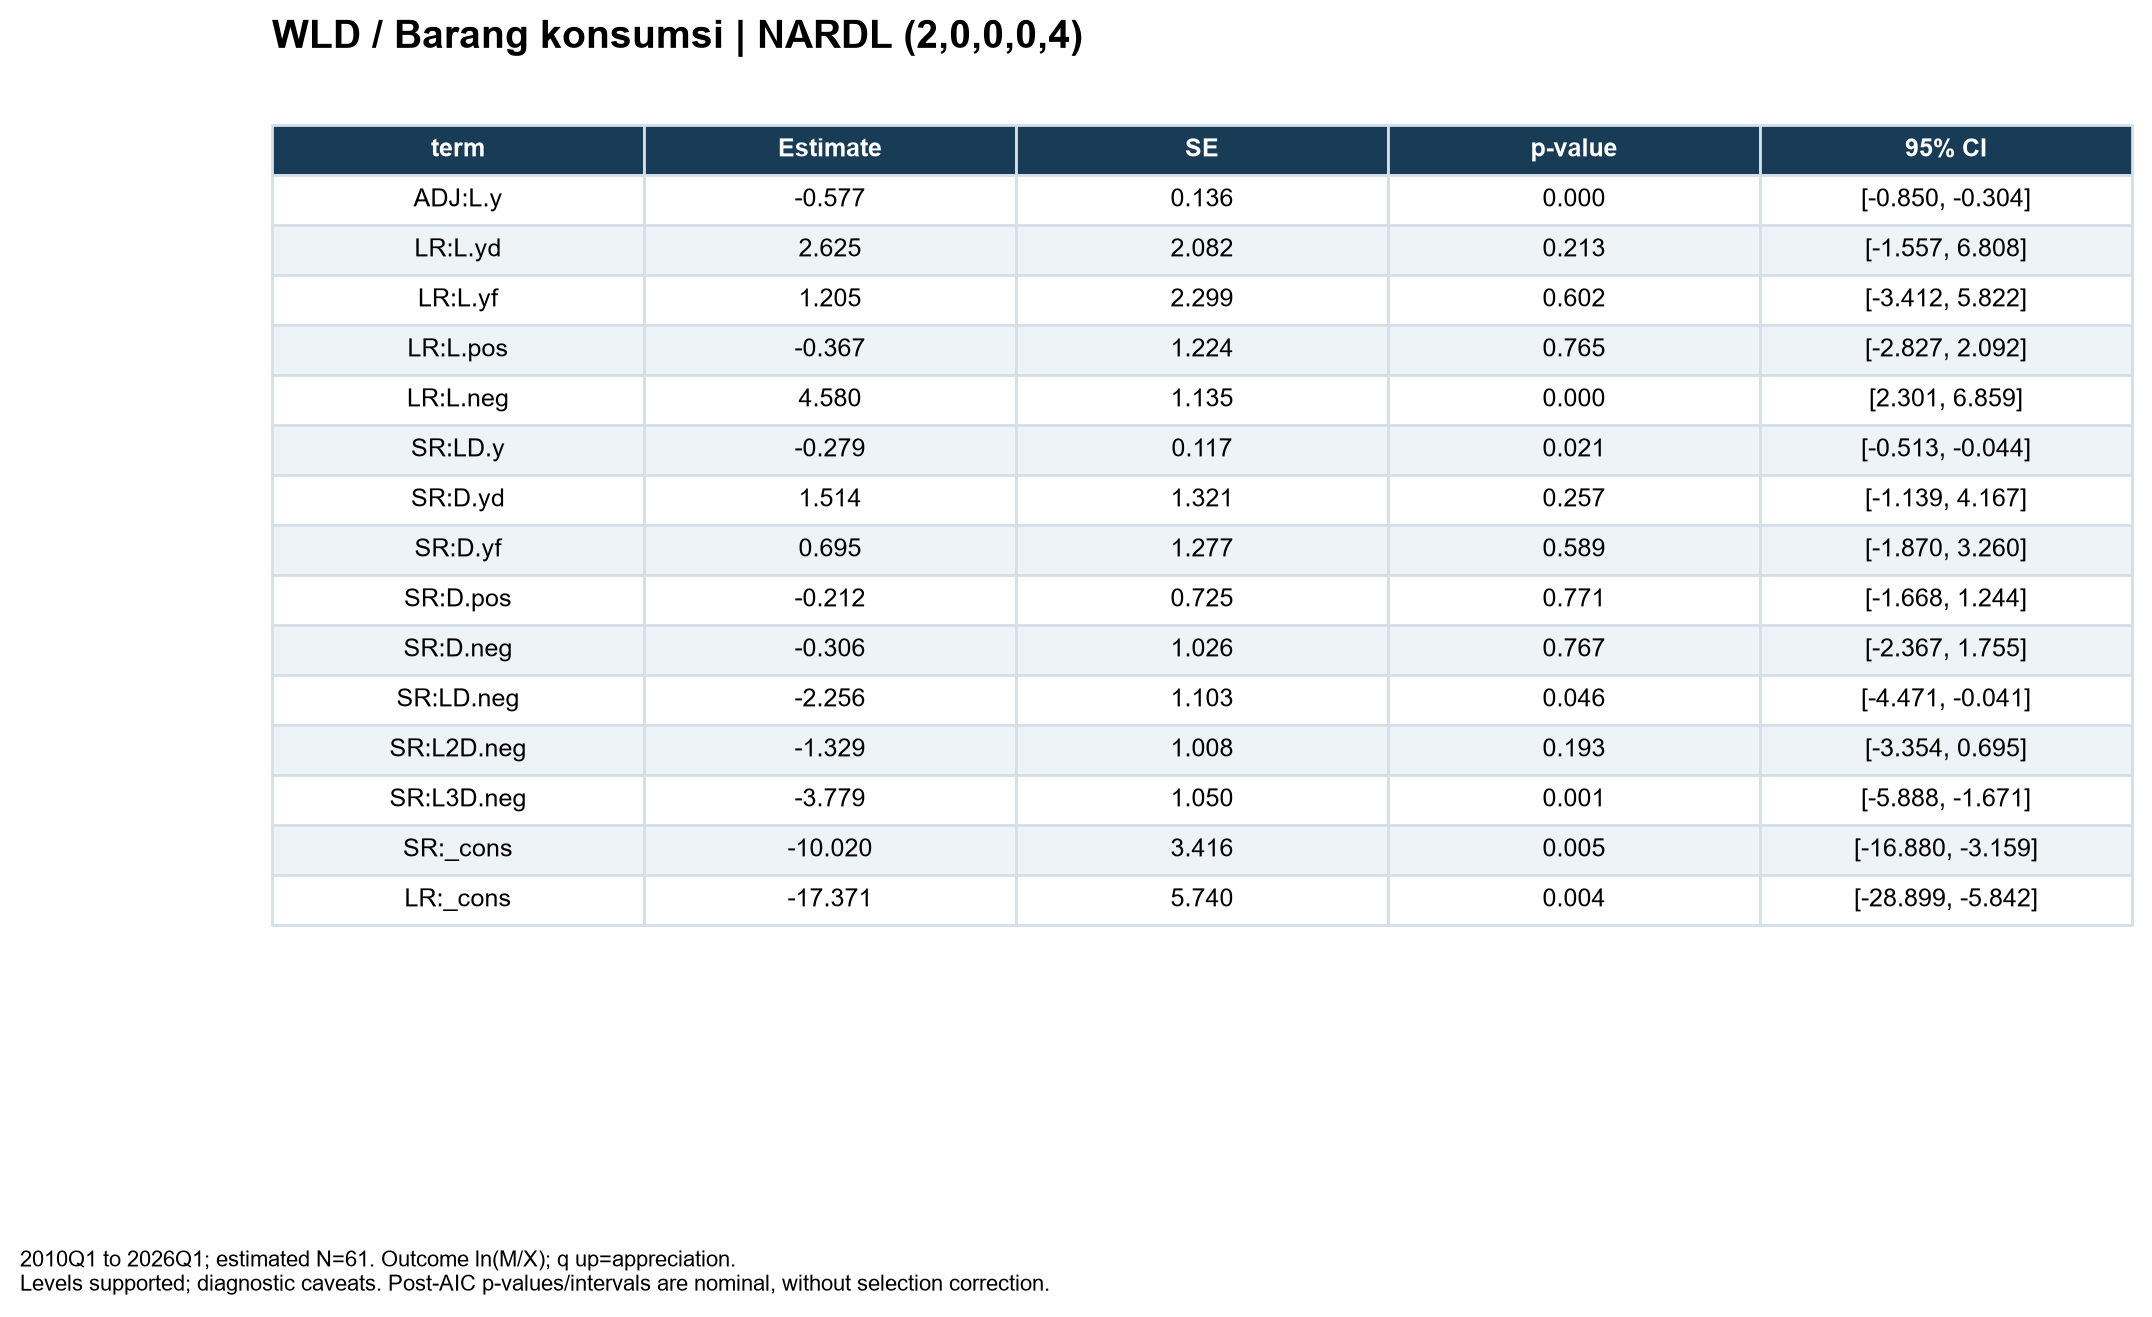 WLD / Barang konsumsi | NARDL (2,0,0,0,4)
term Estimate SE p-value 95% CI
ADJ:L.y -0.577 0.136 0.000 [-0.850, -0.304]
LR:L.yd 2.625 2.082 0.213 [-1.557, 6.808]
LR:L.yf 1.205 2.299 0.602 [-3.412, 5.822]
LR:L.pos -0.367 1.224 0.765 [-2.827, 2.092]
LR:L.neg 4.580 1.135 0.000 [2.301, 6.859]
SR:LD.y -0.279 0.117 0.021 [-0.513, -0.044]
SR:D.yd 1.514 1.321 0.257 [-1.139, 4.167]
SR:D.yf 0.695 1.277 0.589 [-1.870, 3.260]
SR:D.pos -0.212 0.725 0.771 [-1.668, 1.244]
SR:D.neg -0.306 1.026 0.767 [-2.367, 1.755]
SR:LD.neg -2.256 1.103 0.046 [-4.471, -0.041]
SR:L2D.neg -1.329 1.008 0.193 [-3.354, 0.695]
SR:L3D.neg -3.779 1.050 0.001 [-5.888, -1.671]
SR:_cons -10.020 3.416 0.005 [-16.880, -3.159]
LR:_cons -17.371 5.740 0.004 [-28.899, -5.842]
2010Q1 to 2026Q1; estimated N=61. Outcome ln(M/X); q up=appreciation.
Levels supported; diagnostic caveats. Post-AIC p-values/intervals are nominal, without selection correction.